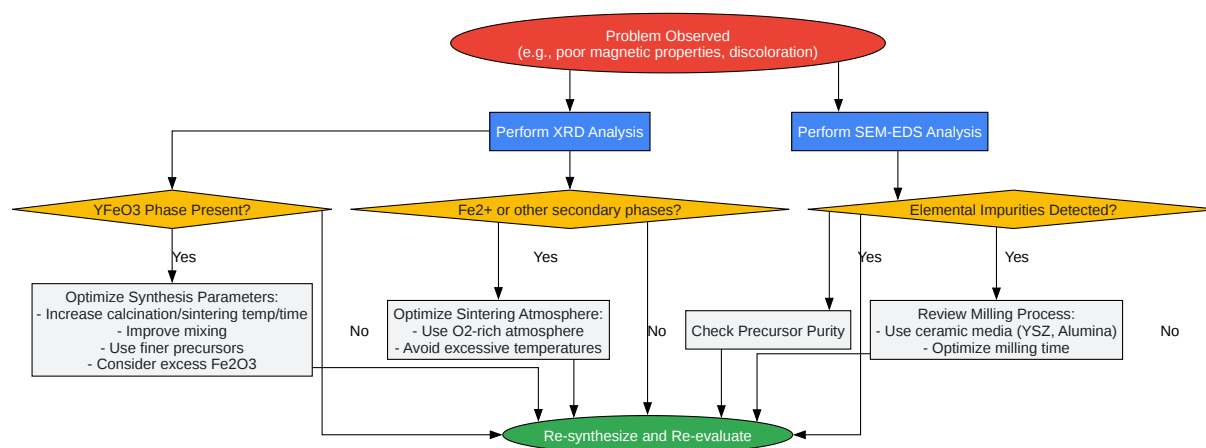 Problem Observed
(e.g., poor magnetic properties, discoloration)
Perform XRD Analysis
Perform SEM-EDS Analysis
YFeO3 Phase Present?
Fe2+ or other secondary phases?
Elemental Impurities Detected?
Yes
Yes
Yes
Yes
Optimize Synthesis Parameters:
- Increase calcination/sintering temp/time
- Improve mixing
- Use finer precursors
- Consider excess Fe2O3
No
Optimize Sintering Atmosphere:
- Use O2-rich atmosphere
- Avoid excessive temperatures
No
Check Precursor Purity
Review Milling Process:
- Use ceramic media (YSZ, Alumina)
- Optimize milling time
No
Re-synthesize and Re-evaluate